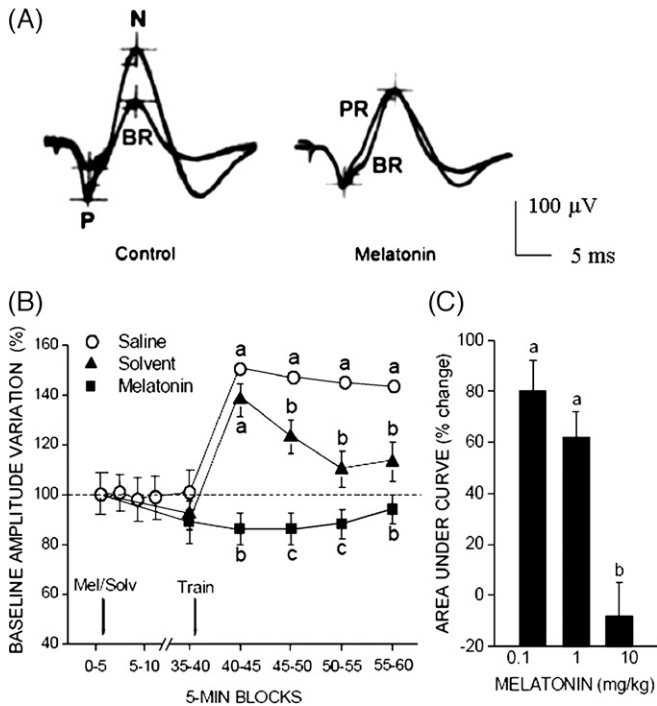 (A)
N
BR
P
Control
PR
BR
Melatonin
100 μV
5 ms
(B)
BASELINE AMPLITUDE VARIATION (%)
160
140
120
100
80
60
40
Saline
Solvent
Melatonin
a a a a
a b b b
b c c b
Mel/Solv
Train
0-5 5-10 35-40 40-45 45-50 50-55 55-60
5-MIN BLOCKS
(C)
AREA UNDER CURVE (% change)
100
80
60
40
20
0
-20
a
a
b
0.1 1 10
MELATONIN (mg/kg)